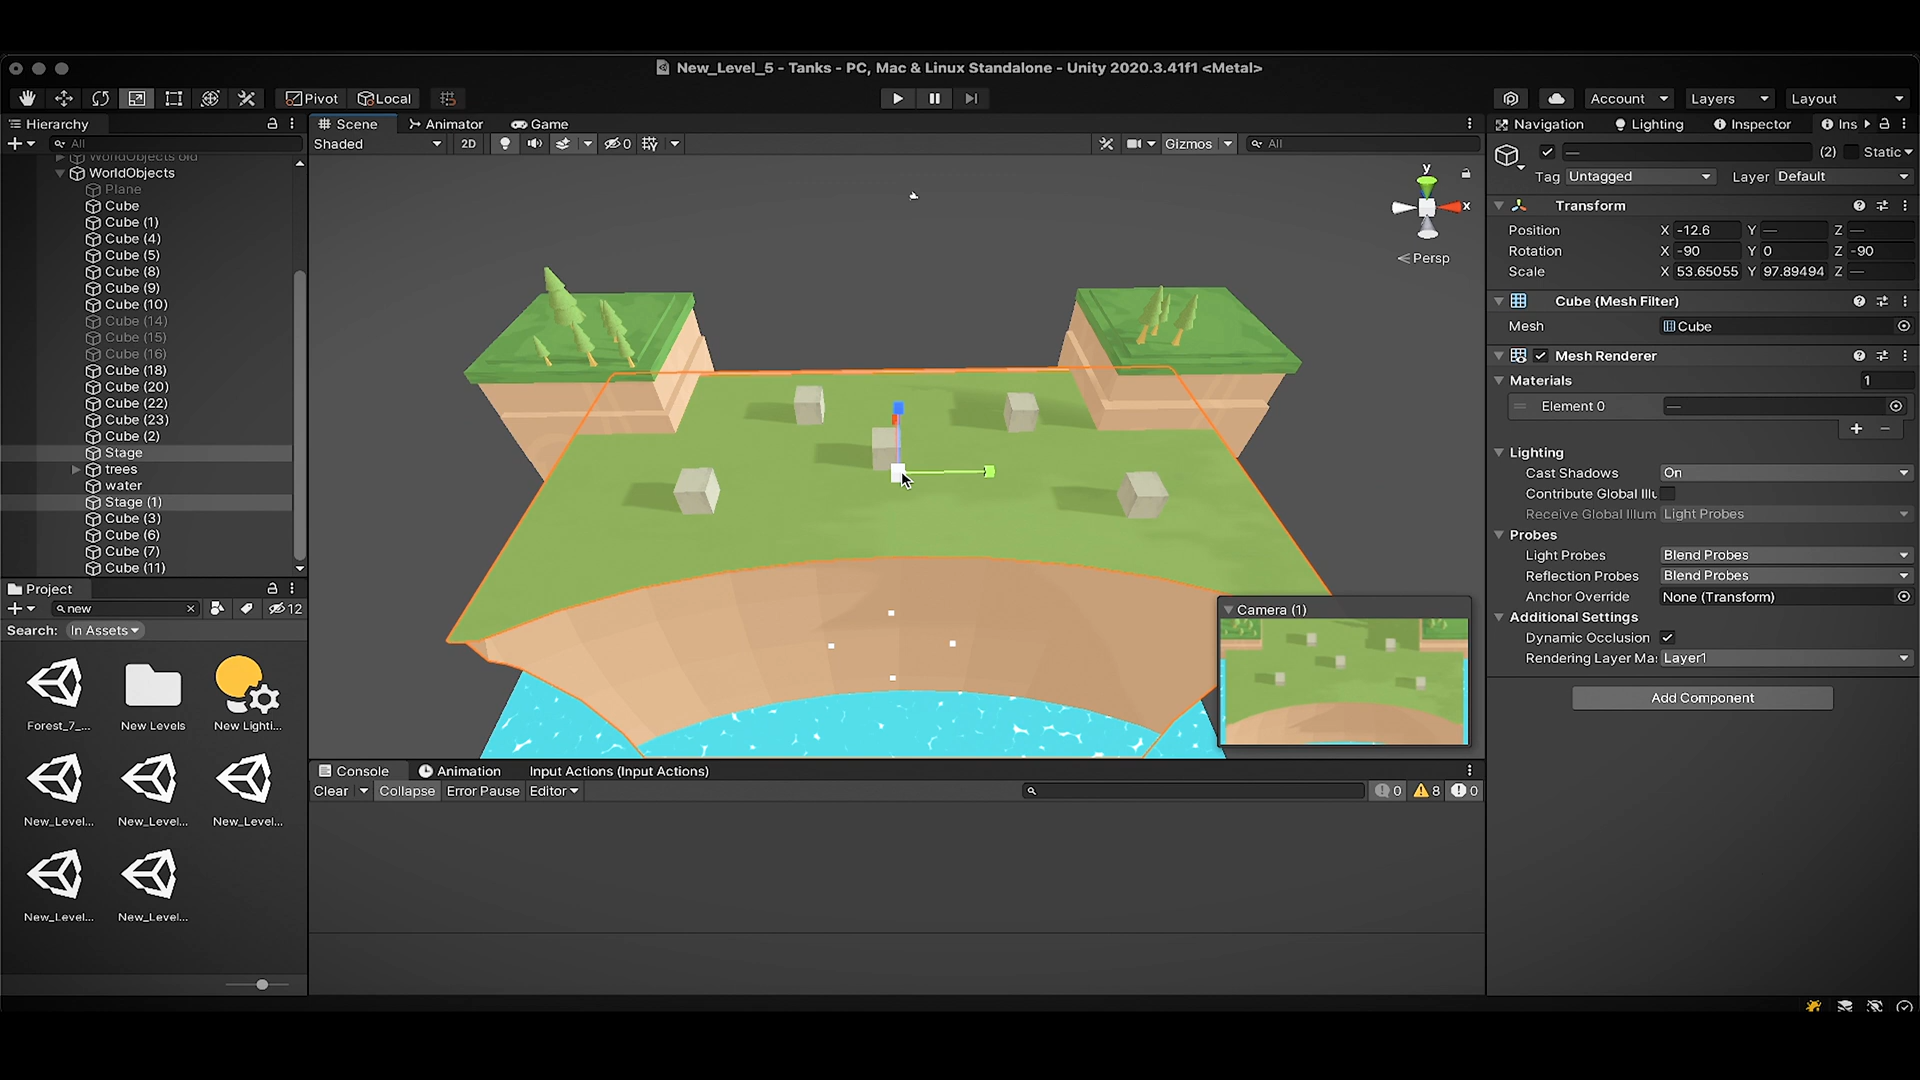 New_Level_5 - Tanks - PC, Mac & Linux Standalone - Unity 2020.3.41f1 <Metal>
Pivot Local
Account Layers Layout
Hierarchy
All
WorldObjects old
WorldObjects
Plane
Cube
Cube (1)
Cube (4)
Cube (5)
Cube (8)
Cube (9)
Cube (10)
Cube (14)
Cube (15)
Cube (16)
Cube (18)
Cube (20)
Cube (22)
Cube (23)
Cube (2)
Stage
trees
water
Stage (1)
Cube (3)
Cube (6)
Cube (7)
Cube (11)
Project
new
12
Search: In Assets
Forest_7_... New Levels New Lighti...
New_Level... New_Level... New_Level...
New_Level... New_Level...
Scene Animator Game
Shaded 2D 0 Gizmos All
y
x
Persp
Camera (1)
Console Animation Input Actions (Input Actions)
Clear Collapse Error Pause Editor 0 8 0
Navigation Lighting Inspector Ins
— (2) Static
Tag Untagged Layer Default
Transform
Position X -12.6 Y — Z —
Rotation X -90 Y 0 Z -90
Scale X 53.65055 Y 97.89494 Z —
Cube (Mesh Filter)
Mesh Cube
Mesh Renderer
Materials 1
Element 0 —
Lighting
Cast Shadows On
Contribute Global Illu
Receive Global Illum Light Probes
Probes
Light Probes Blend Probes
Reflection Probes Blend Probes
Anchor Override None (Transform)
Additional Settings
Dynamic Occlusion
Rendering Layer Ma: Layer1
Add Component